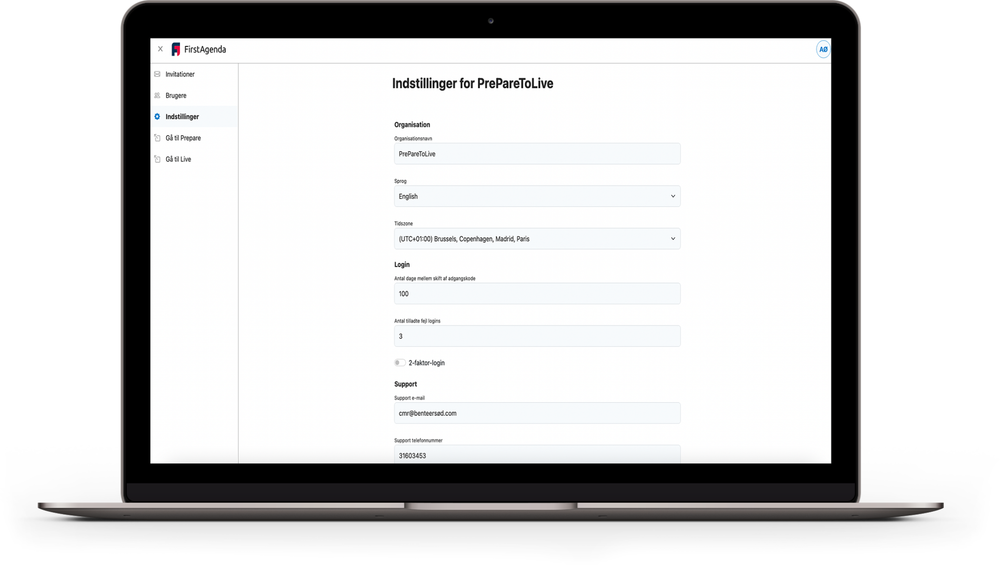 FirstAgenda
AØ
Invitationer
Brugere
Indstillinger
Gå til Prepare
Gå til Live
Indstillinger for PrePareToLive
Organisation
Organisationsnavn
PrePareToLive
Sprog
English
Tidszone
(UTC+01:00) Brussels, Copenhagen, Madrid, Paris
Login
Antal dage mellem skift af adgangskode
100
Antal tilladte fejl logins
3
2-faktor-login
Support
Support e-mail
cmr@benteersød.com
Support telefonnummer
31603453